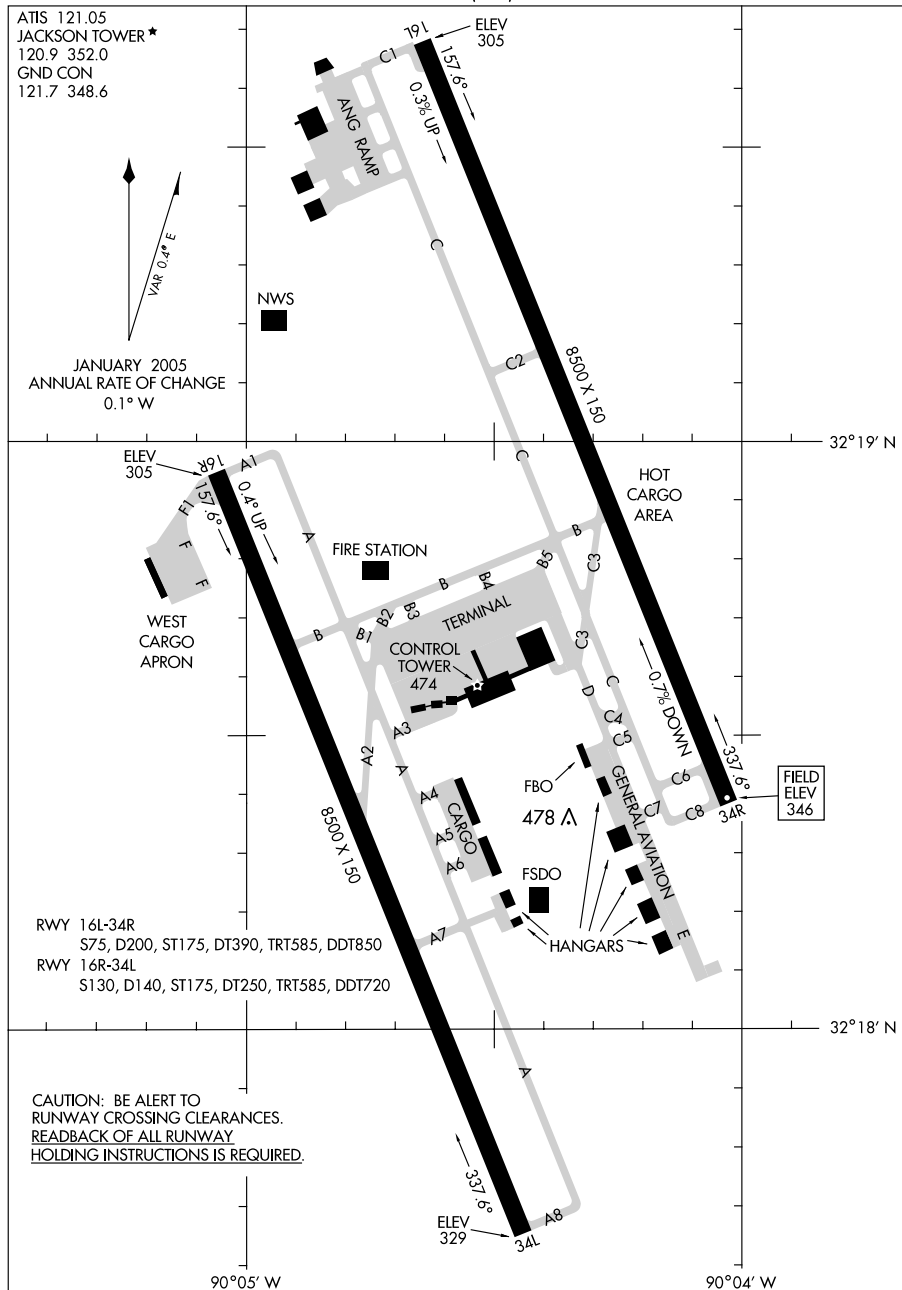 ATIS 121.05
JACKSON TOWER★
120.9 352.0
GND CON
121.7 348.6
VAR 0.4° E
JANUARY 2005
ANNUAL RATE OF CHANGE
0.1° W
16L
ELEV
305
157.6°
0.3% UP
C1
ANG RAMP
C
NWS
C2
8500 X 150
32°19' N
C
HOT
CARGO
AREA
ELEV
305
16R
A1
157.6°
0.4° UP
F1
F
F
A
WEST
CARGO
APRON
FIRE STATION
B
B1
B2
B3
B
B4
B5
B
C3
C3
TERMINAL
CONTROL
TOWER
474
D
C
C4
C5
0.7% DOWN
337.6°
C6
C7
C8
34R
FIELD
ELEV
346
A2
A3
A
A4
A5
A6
CARGO
FBO
478
GENERAL AVIATION
FSDO
HANGARS
E
8500 X 150
A7
RWY 16L-34R
S75, D200, ST175, DT390, TRT585, DDT850
RWY 16R-34L
S130, D140, ST175, DT250, TRT585, DDT720
32°18' N
A
CAUTION: BE ALERT TO
RUNWAY CROSSING CLEARANCES.
READBACK OF ALL RUNWAY
HOLDING INSTRUCTIONS IS REQUIRED.
337.6°
ELEV
329
34L
A8
90°05' W
90°04' W